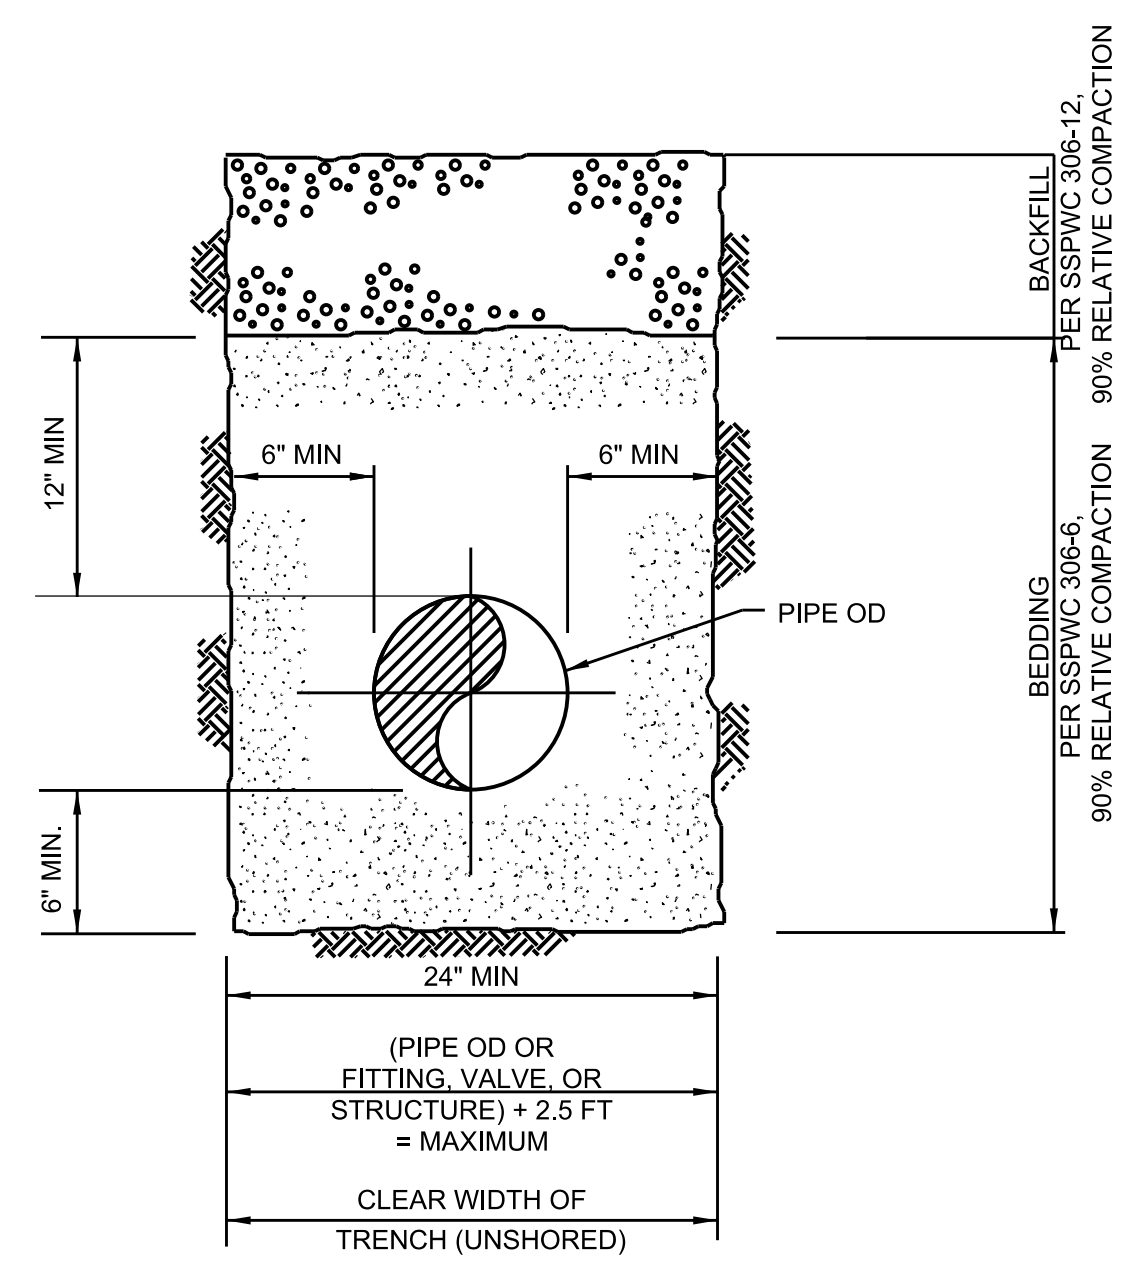 BACKFILL
PER SSPWC 306-12,
90% RELATIVE COMPACTION
12" MIN
6" MIN
6" MIN
PIPE OD
BEDDING
PER SSPWC 306-6,
90% RELATIVE COMPACTION
6" MIN.
24" MIN
(PIPE OD OR
FITTING, VALVE, OR
STRUCTURE) + 2.5 FT
= MAXIMUM
CLEAR WIDTH OF
TRENCH (UNSHORED)